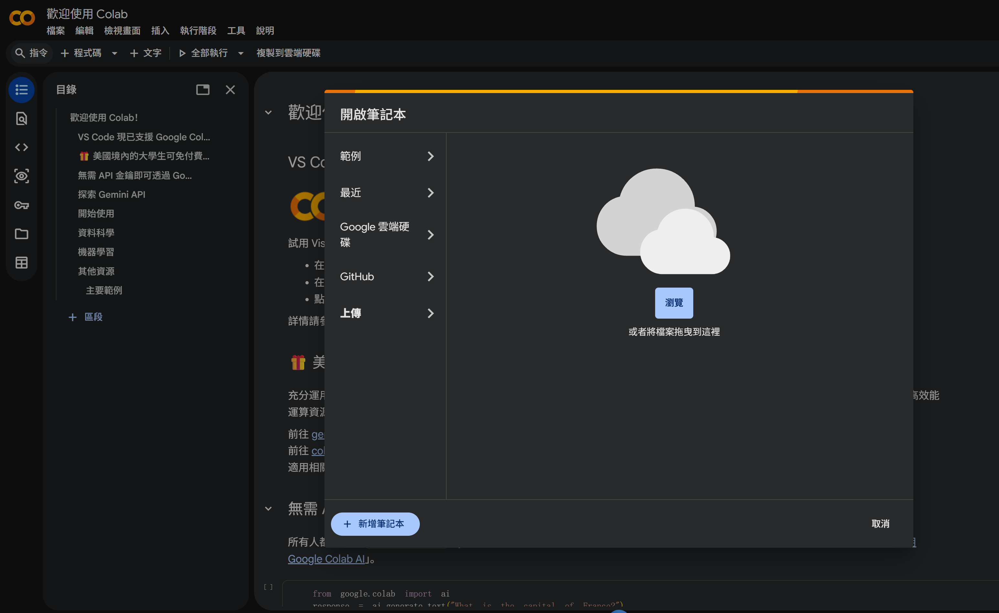 歡迎使用 Colab
檔案 編輯 檢視畫面 插入 執行階段 工具 說明
指令 + 程式碼 + 文字 全部執行 複製到雲端硬碟
目錄
歡迎使用 Colab！
VS Code 現已支援 Google Col...
🎁 美國境內的大學生可免付費...
無需 API 金鑰即可透過 Go...
探索 Gemini API
開始使用
資料科學
機器學習
其他資源
主要範例
+ 區段
歡迎
VS Co
試用 Vis
• 在
• 在
• 點
詳情請參
🎁 美
充分運用
高效能
運算資源
前往 ge
前往 col
適用相關
無需
所有人都
Google Colab AI」。
[ ]
from google.colab import ai
response = ai.generate_text("What is the capital of France?")
開啟筆記本
範例
最近
Google 雲端硬
碟
GitHub
上傳
瀏覽
或者將檔案拖曳到這裡
+ 新增筆記本
取消